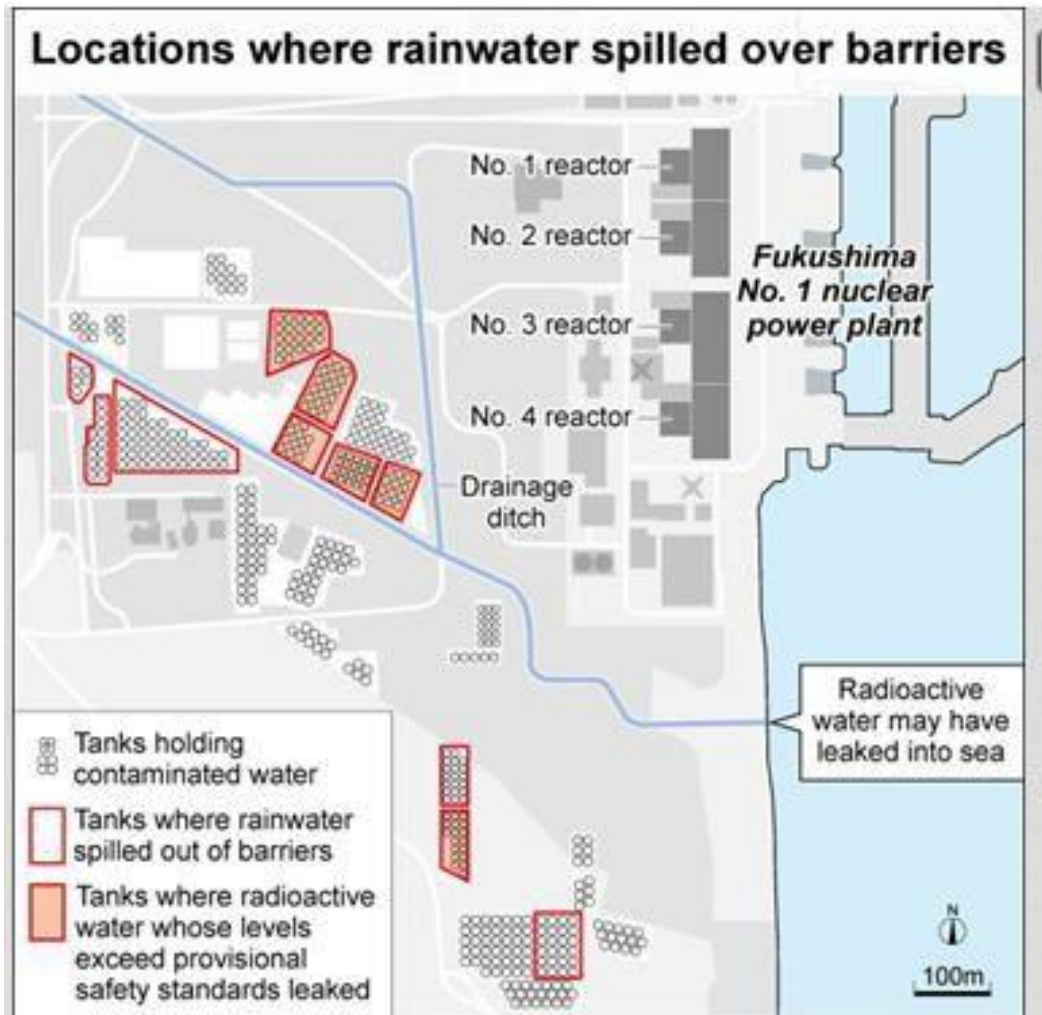 Locations where rainwater spilled over barriers
No. 1 reactor
No. 2 reactor
Fukushima
No. 1 nuclear
power plant
No. 3 reactor
No. 4 reactor
Drainage
ditch
Radioactive
water may have
leaked into sea
Tanks holding
contaminated water
Tanks where rainwater
spilled out of barriers
Tanks where radioactive
water whose levels
exceed provisional
safety standards leaked
N
100m